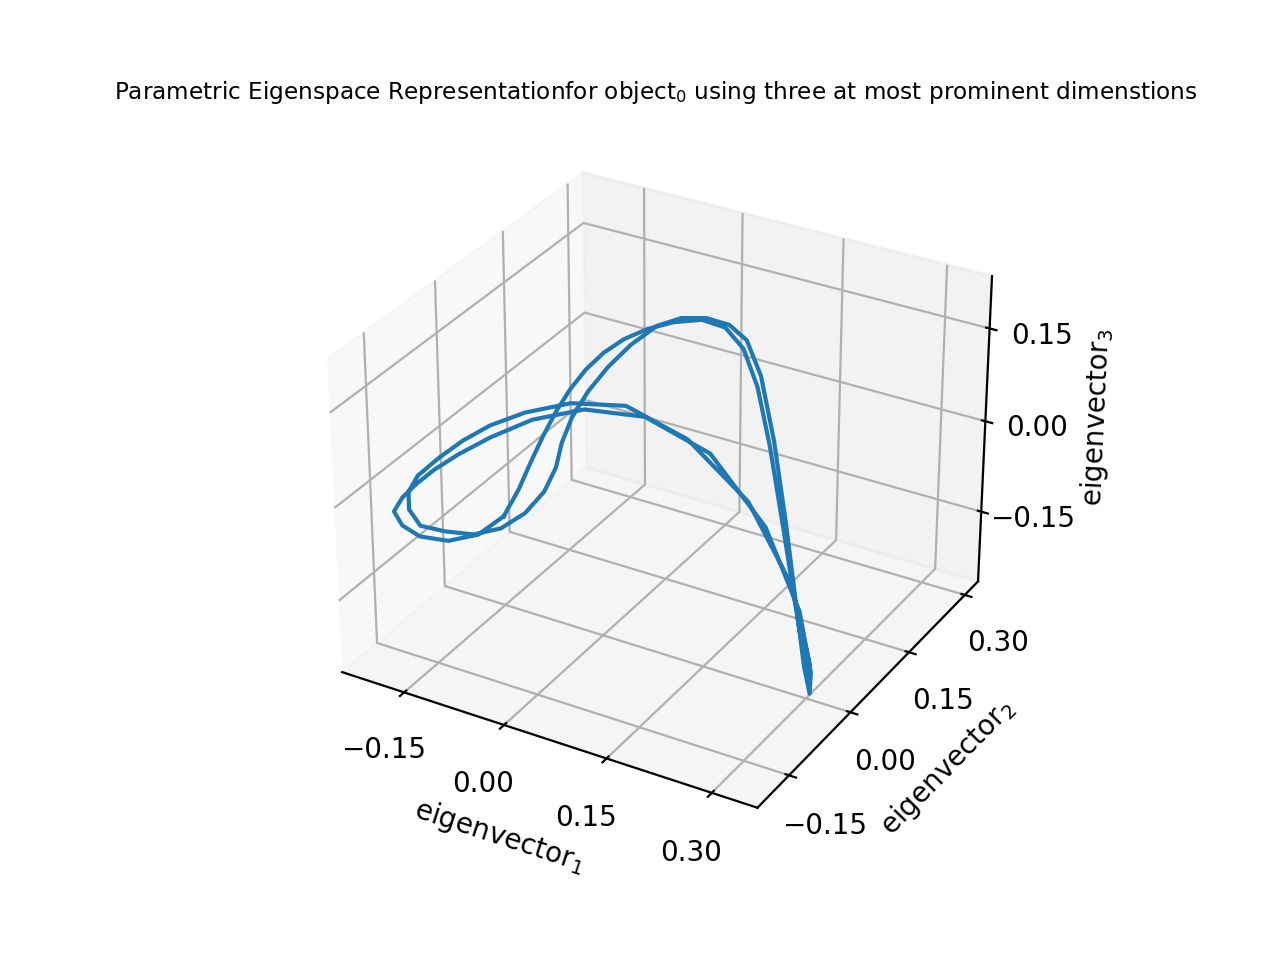 Parametric Eigenspace Representationfor object₀ using three at most prominent dimenstions
0.15
0.00
−0.15
eigenvector₃
0.30
0.15
0.00
−0.15
eigenvector₂
−0.15
0.00
0.15
0.30
eigenvector₁